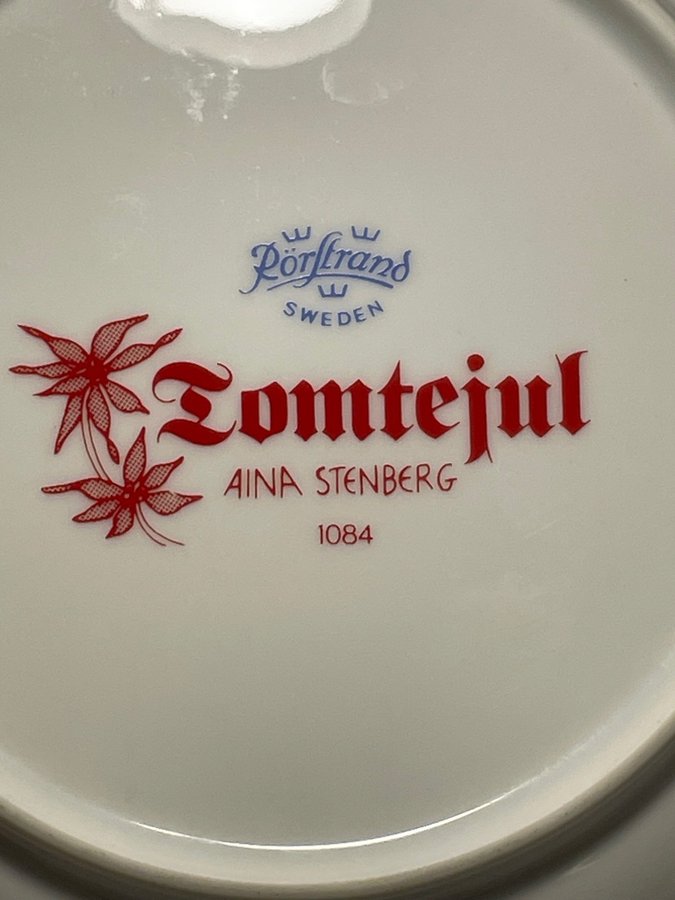 Rörstrand
SWEDEN
Tomtejul
AINA STENBERG
1084